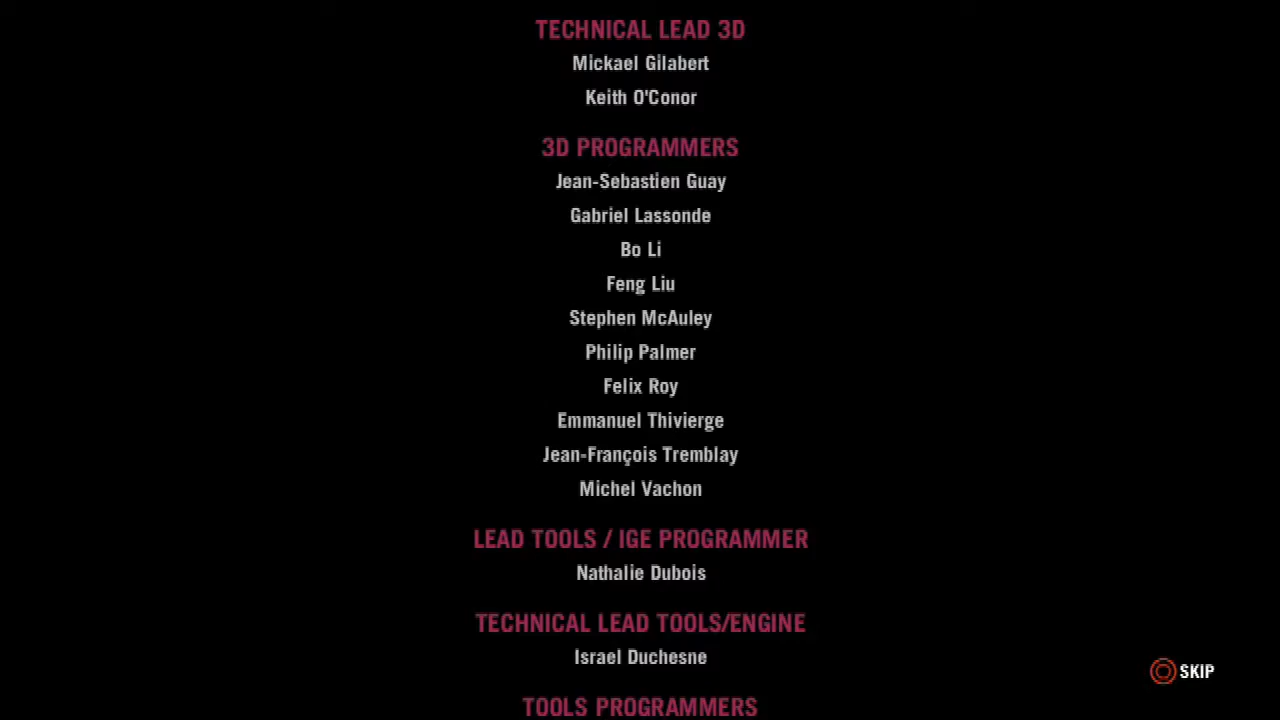 TECHNICAL LEAD 3D
Mickael Gilabert
Keith O'Conor
3D PROGRAMMERS
Jean-Sebastien Guay
Gabriel Lassonde
Bo Li
Feng Liu
Stephen McAuley
Philip Palmer
Felix Roy
Emmanuel Thivierge
Jean-François Tremblay
Michel Vachon
LEAD TOOLS / IGE PROGRAMMER
Nathalie Dubois
TECHNICAL LEAD TOOLS/ENGINE
Israel Duchesne
SKIP
TOOLS PROGRAMMERS